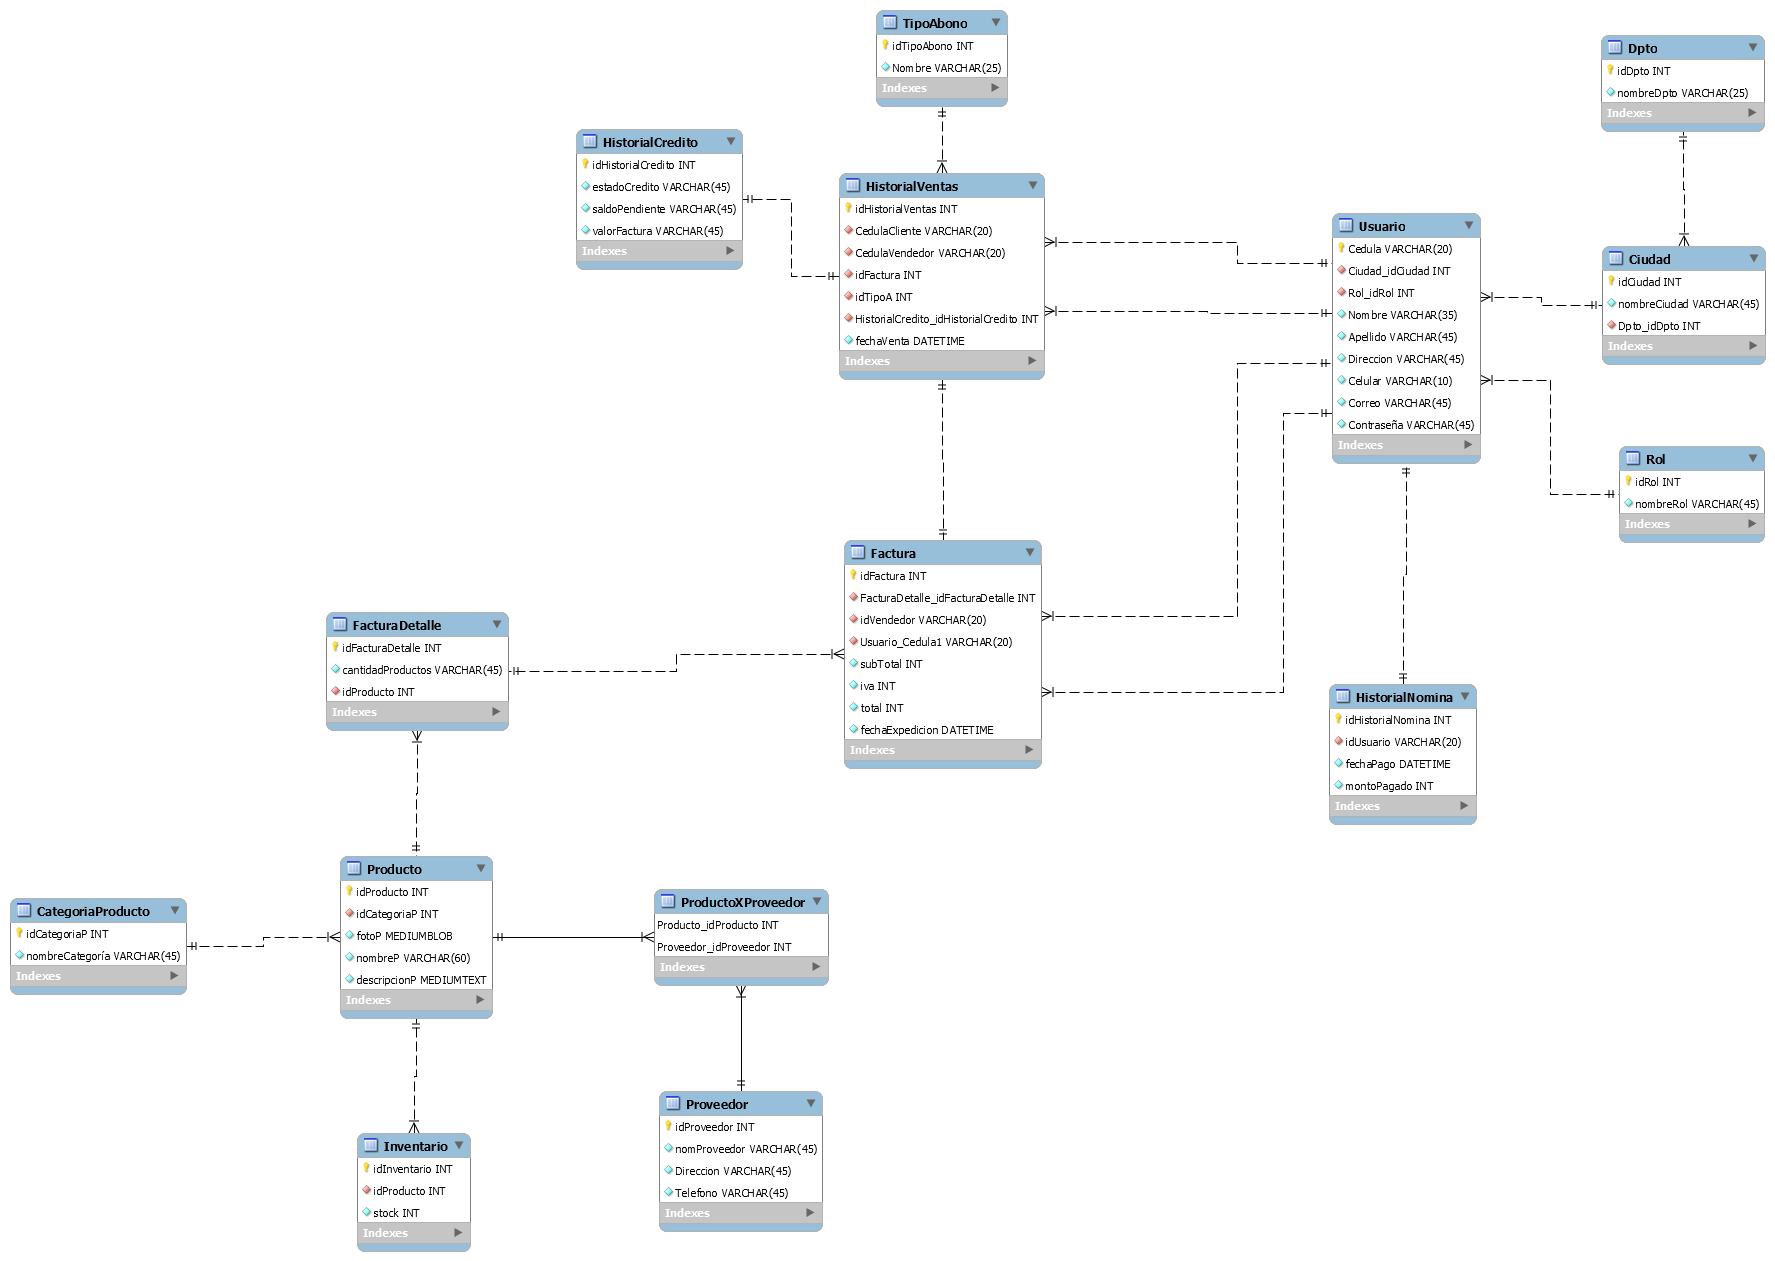 TipoAbono
idTipoAbono INT
Nombre VARCHAR(25)
Indexes
Dpto
idDpto INT
nombreDpto VARCHAR(25)
Indexes
HistorialCredito
idHistorialCredito INT
estadoCredito VARCHAR(45)
saldoPendiente VARCHAR(45)
valorFactura VARCHAR(45)
Indexes
HistorialVentas
idHistorialVentas INT
CedulaCliente VARCHAR(20)
CedulaVendedor VARCHAR(20)
idFactura INT
idTipoA INT
HistorialCredito_idHistorialCredito INT
fechaVenta DATETIME
Indexes
Usuario
Cedula VARCHAR(20)
Ciudad_idCiudad INT
Rol_idRol INT
Nombre VARCHAR(35)
Apellido VARCHAR(45)
Direccion VARCHAR(45)
Celular VARCHAR(10)
Correo VARCHAR(45)
Contraseña VARCHAR(45)
Indexes
Ciudad
idCiudad INT
nombreCiudad VARCHAR(45)
Dpto_idDpto INT
Indexes
Rol
idRol INT
nombreRol VARCHAR(45)
Indexes
Factura
idFactura INT
FacturaDetalle_idFacturaDetalle INT
idVendedor VARCHAR(20)
Usuario_Cedula1 VARCHAR(20)
subTotal INT
iva INT
total INT
fechaExpedicion DATETIME
Indexes
FacturaDetalle
idFacturaDetalle INT
cantidadProductos VARCHAR(45)
idProducto INT
Indexes
HistorialNomina
idHistorialNomina INT
idUsuario VARCHAR(20)
fechaPago DATETIME
montoPagado INT
Indexes
Producto
idProducto INT
idCategoriaP INT
fotoP MEDIUMBLOB
nombreP VARCHAR(60)
descripcionP MEDIUMTEXT
Indexes
CategoriaProducto
idCategoriaP INT
nombreCategoría VARCHAR(45)
Indexes
ProductoXProveedor
Producto_idProducto INT
Proveedor_idProveedor INT
Indexes
Proveedor
idProveedor INT
nomProveedor VARCHAR(45)
Direccion VARCHAR(45)
Telefono VARCHAR(45)
Indexes
Inventario
idInventario INT
idProducto INT
stock INT
Indexes